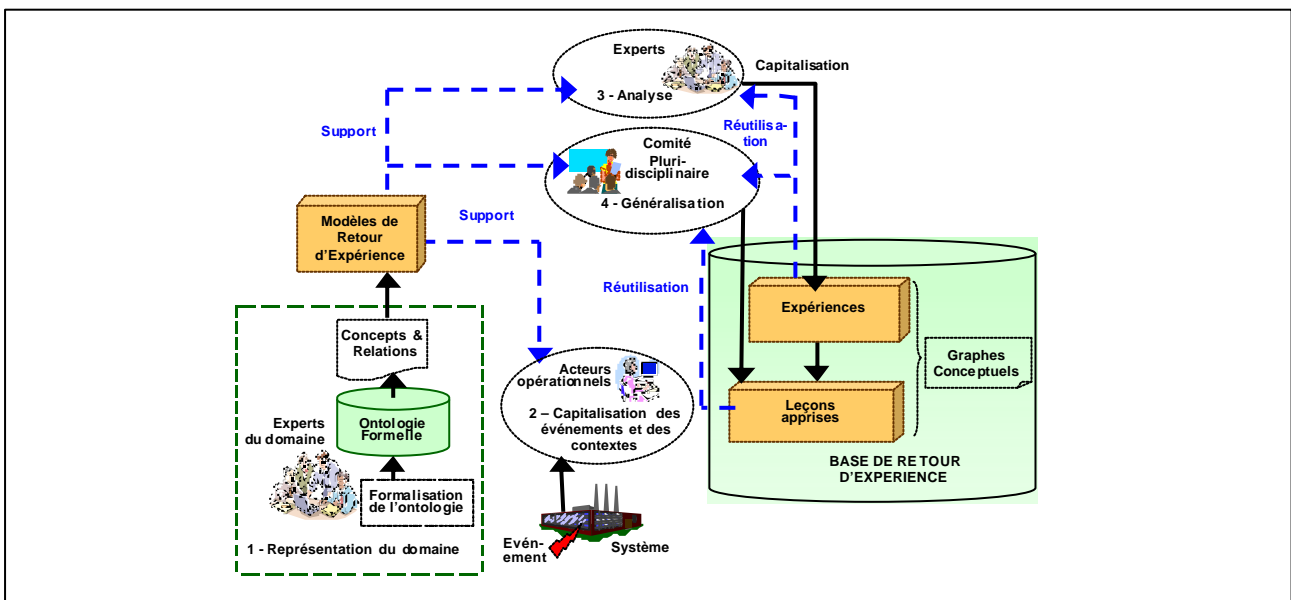 Experts
3 - Analyse
Capitalisation
Support
Réutilisa-
tion
Comité
Pluri-
disciplinaire
4 - Généralisation
Modèles de
Retour
d'Expérience
Support
Réutilisation
Expériences
Graphes
Conceptuels
Leçons
apprises
BASE DE RETOUR
D'EXPERIENCE
Concepts &
Relations
Ontologie
Formelle
Experts
du domaine
Formalisation
de l'ontologie
1 - Représentation du domaine
Acteurs
opérationnels
2 – Capitalisation des
événements et des
contextes
Evén-
ement
Système